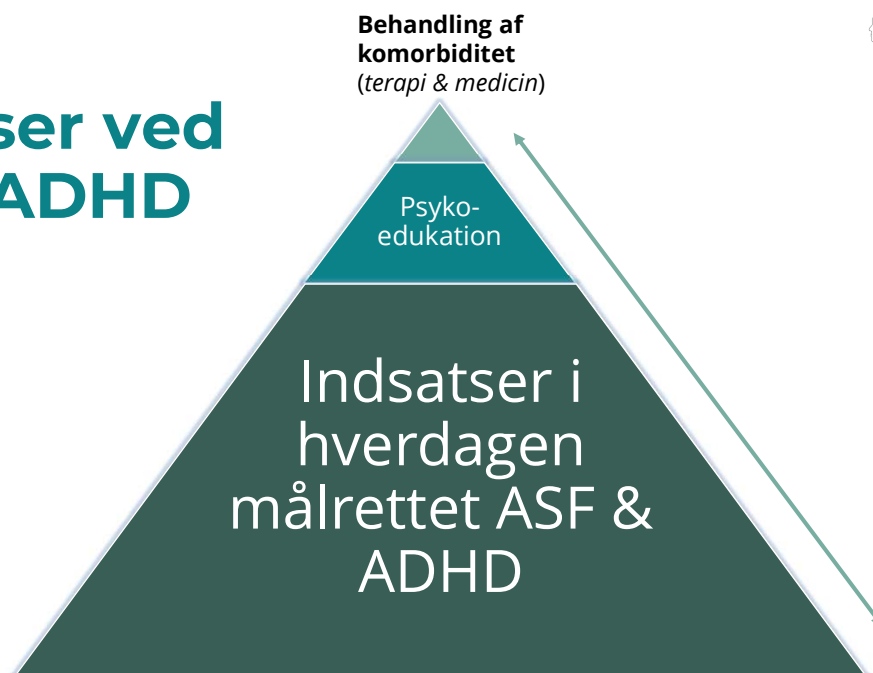 Behandling af
komorbiditet
(terapi & medicin)
ser ved
ADHD
Psyko-
edukation
Indsatser i
hverdagen
målrettet ASF &
ADHD